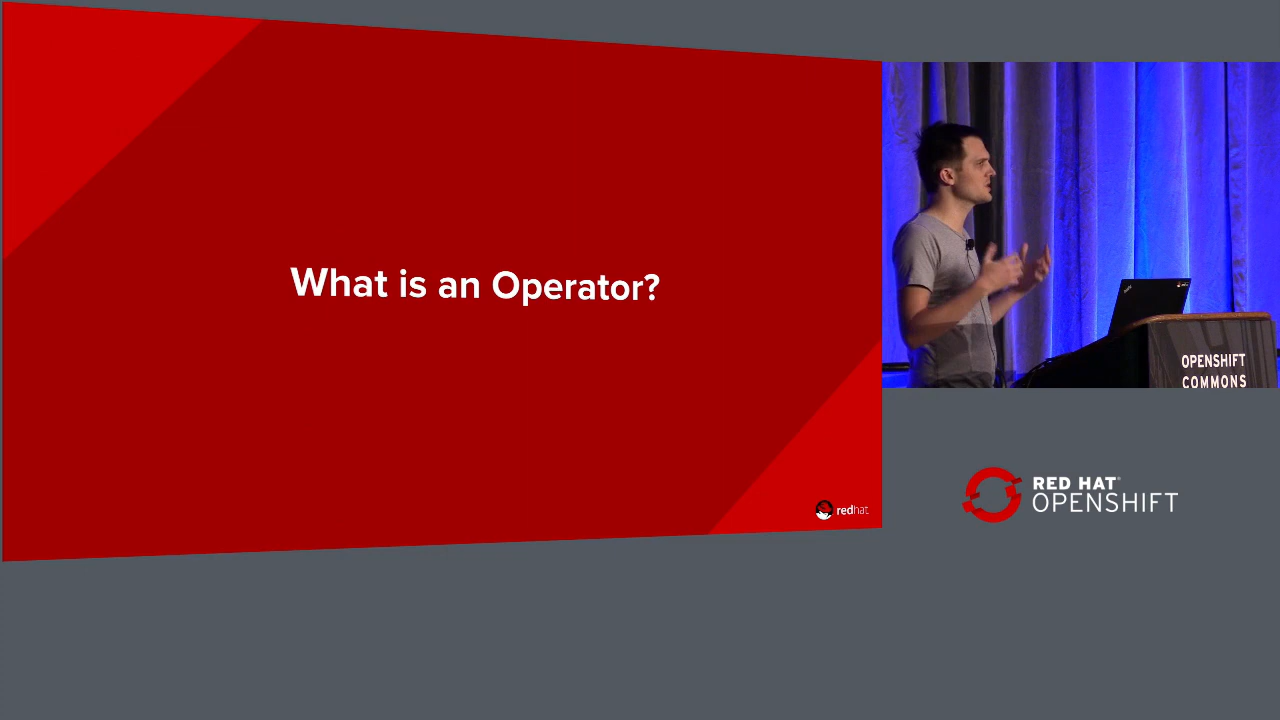 What is an Operator?
redhat
OPENSHIFT
COMMONS
RED HAT
OPENSHIFT